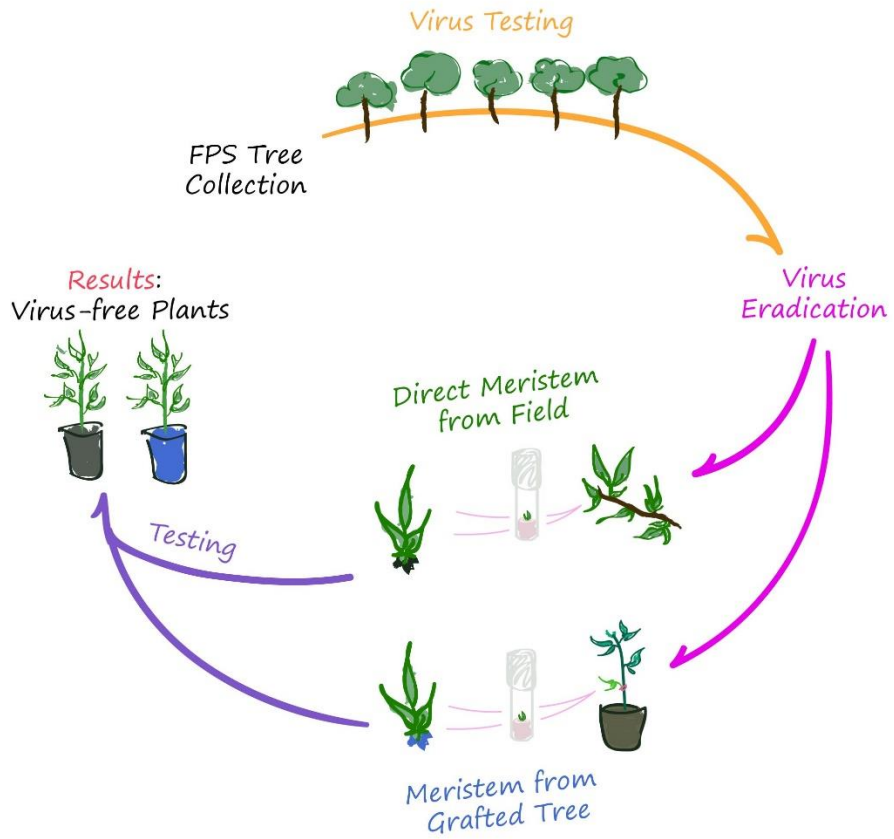 Virus Testing
FPS Tree
Collection
Virus
Eradication
Direct Meristem
from Field
Meristem from
Grafted Tree
Testing
Results:
Virus-free Plants